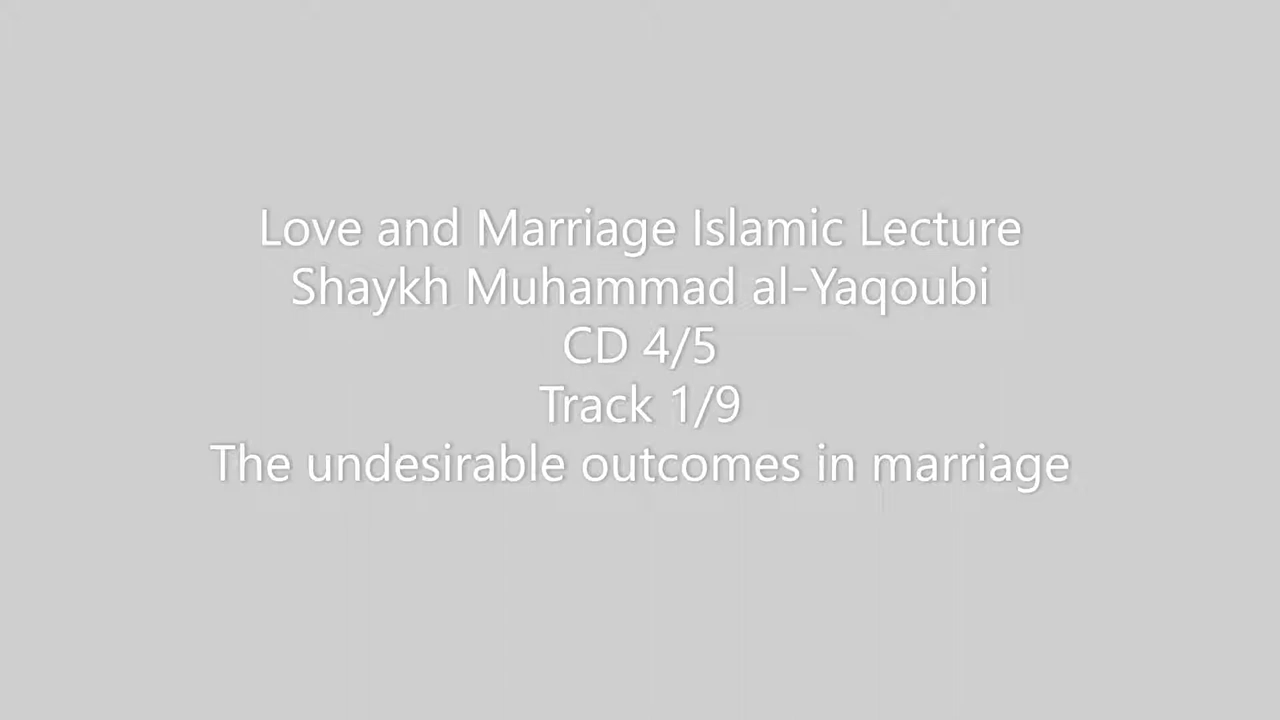 Love and Marriage Islamic Lecture
Shaykh Muhammad al-Yaqoubi
CD 4/5
Track 1/9
The undesirable outcomes in marriage